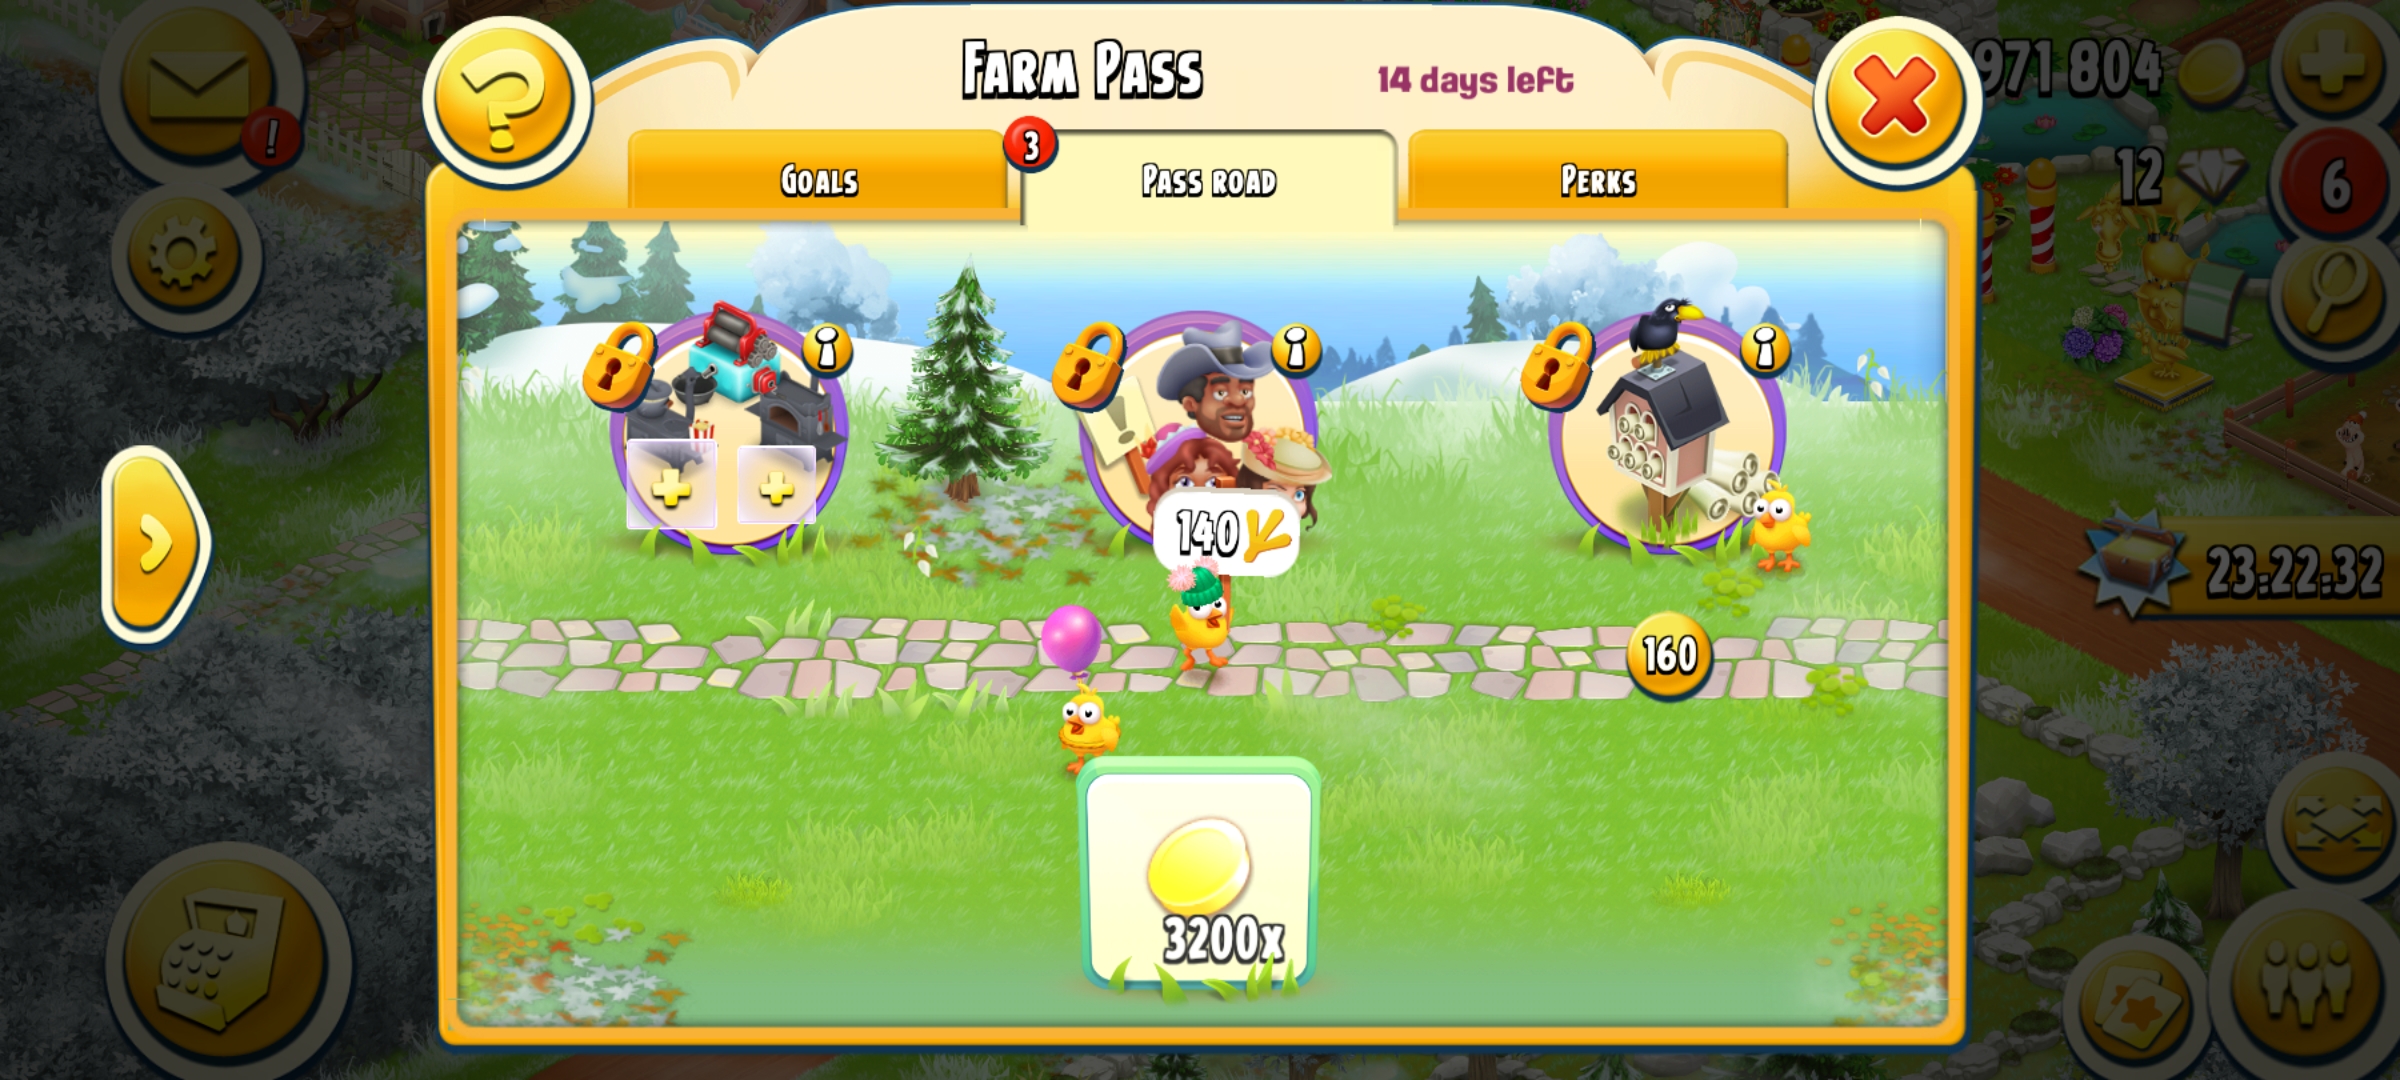 FARM PASS
14 days left
971 804
!
GOALS
3
PASS ROAD
PERKS
12
6
140
23:22:32
160
3200x